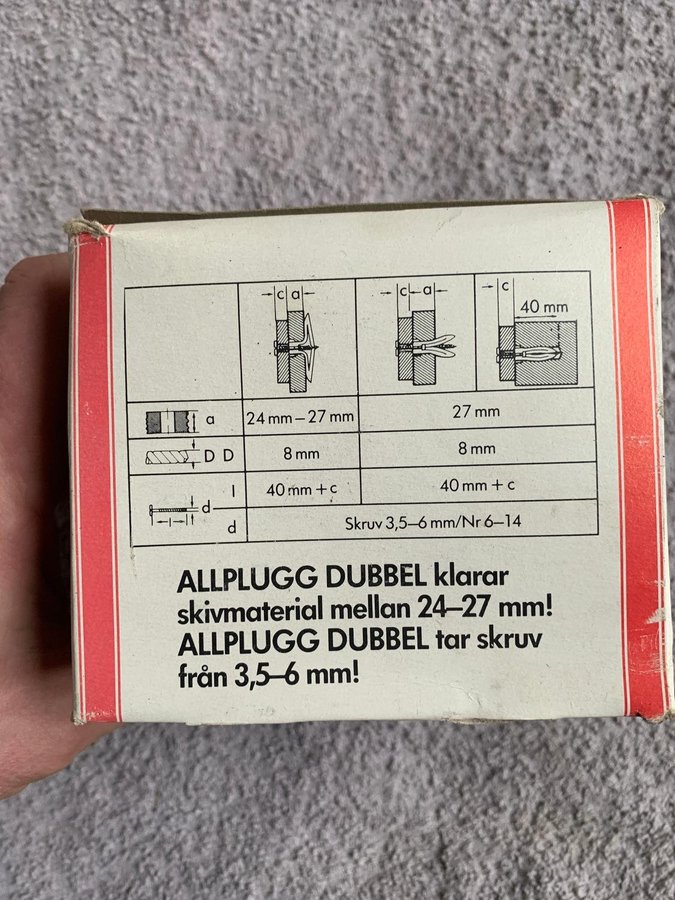 c a
c a
c
40 mm
a 24 mm – 27 mm 27 mm
D D 8 mm 8 mm
l 40 mm + c 40 mm + c
d
l
d Skruv 3,5–6 mm/Nr 6–14
ALLPLUGG DUBBEL klarar
skivmaterial mellan 24–27 mm!
ALLPLUGG DUBBEL tar skruv
från 3,5–6 mm!